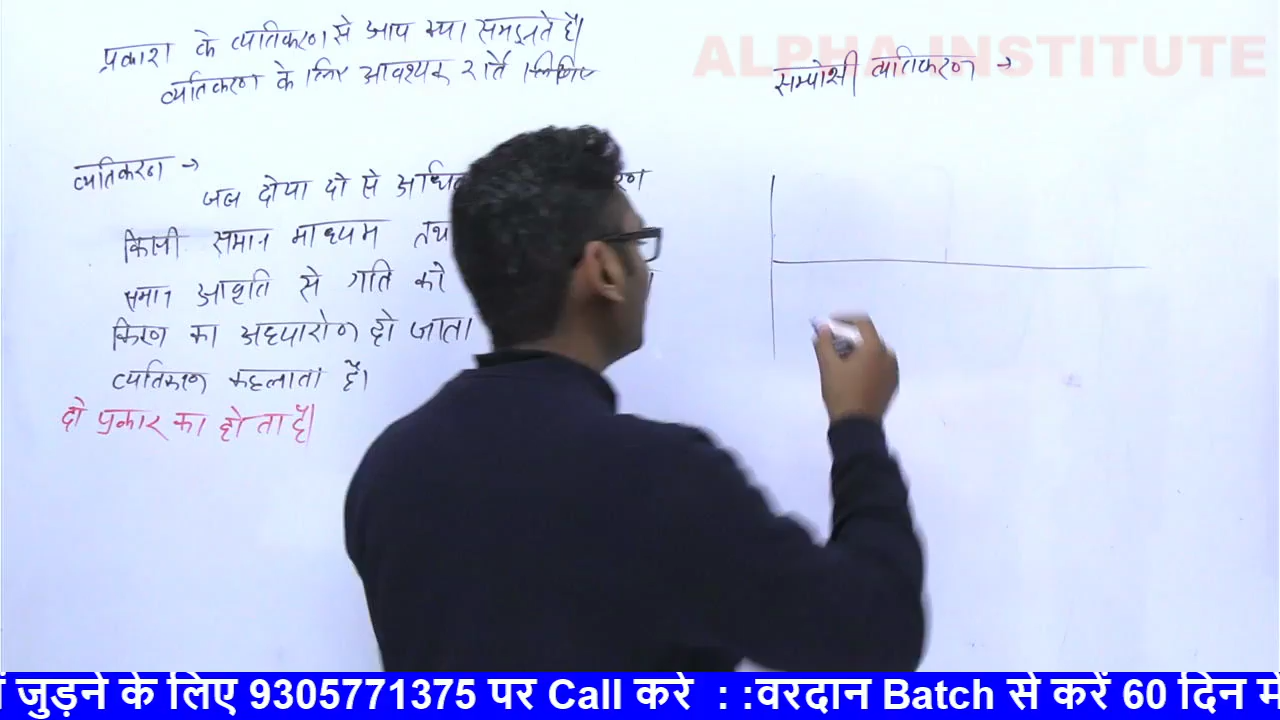 प्रकाश के व्यतिकरण से आप क्या समझते है।
व्यतिकरण के लिए आवश्यक शर्ते लिखिए
व्यतिकरण →
जब दो या दो से अधिक
किसी समान माध्यम तथ
समान आवृति से गति को
किरण का अध्यारोण हो जाता
व्यतिकरण कहलाता है।
दो प्रकार का होता है।
ALPHA INSTITUTE
सम्पोशी व्यतिकरण →
जुड़ने के लिए 9305771375 पर Call करे : :वरदान Batch से करें 60 दिन में